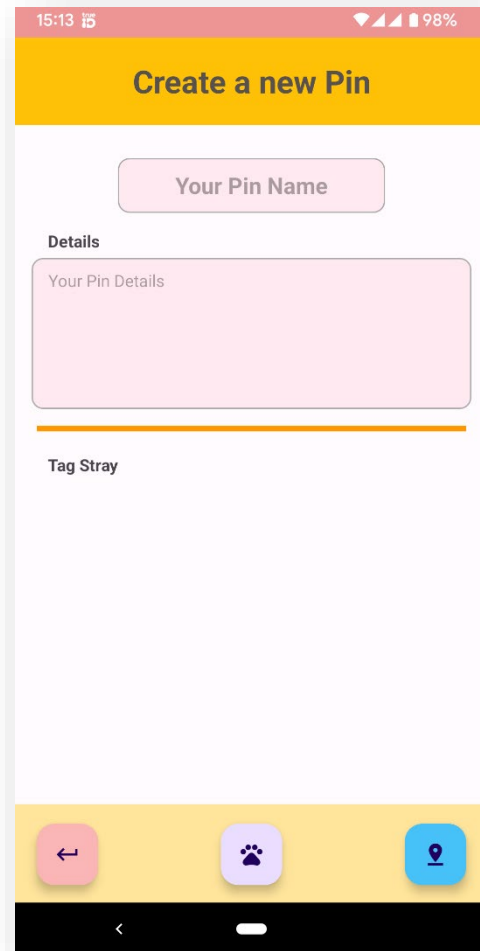 15:13 98%
Create a new Pin
Your Pin Name
Details
Your Pin Details
Tag Stray